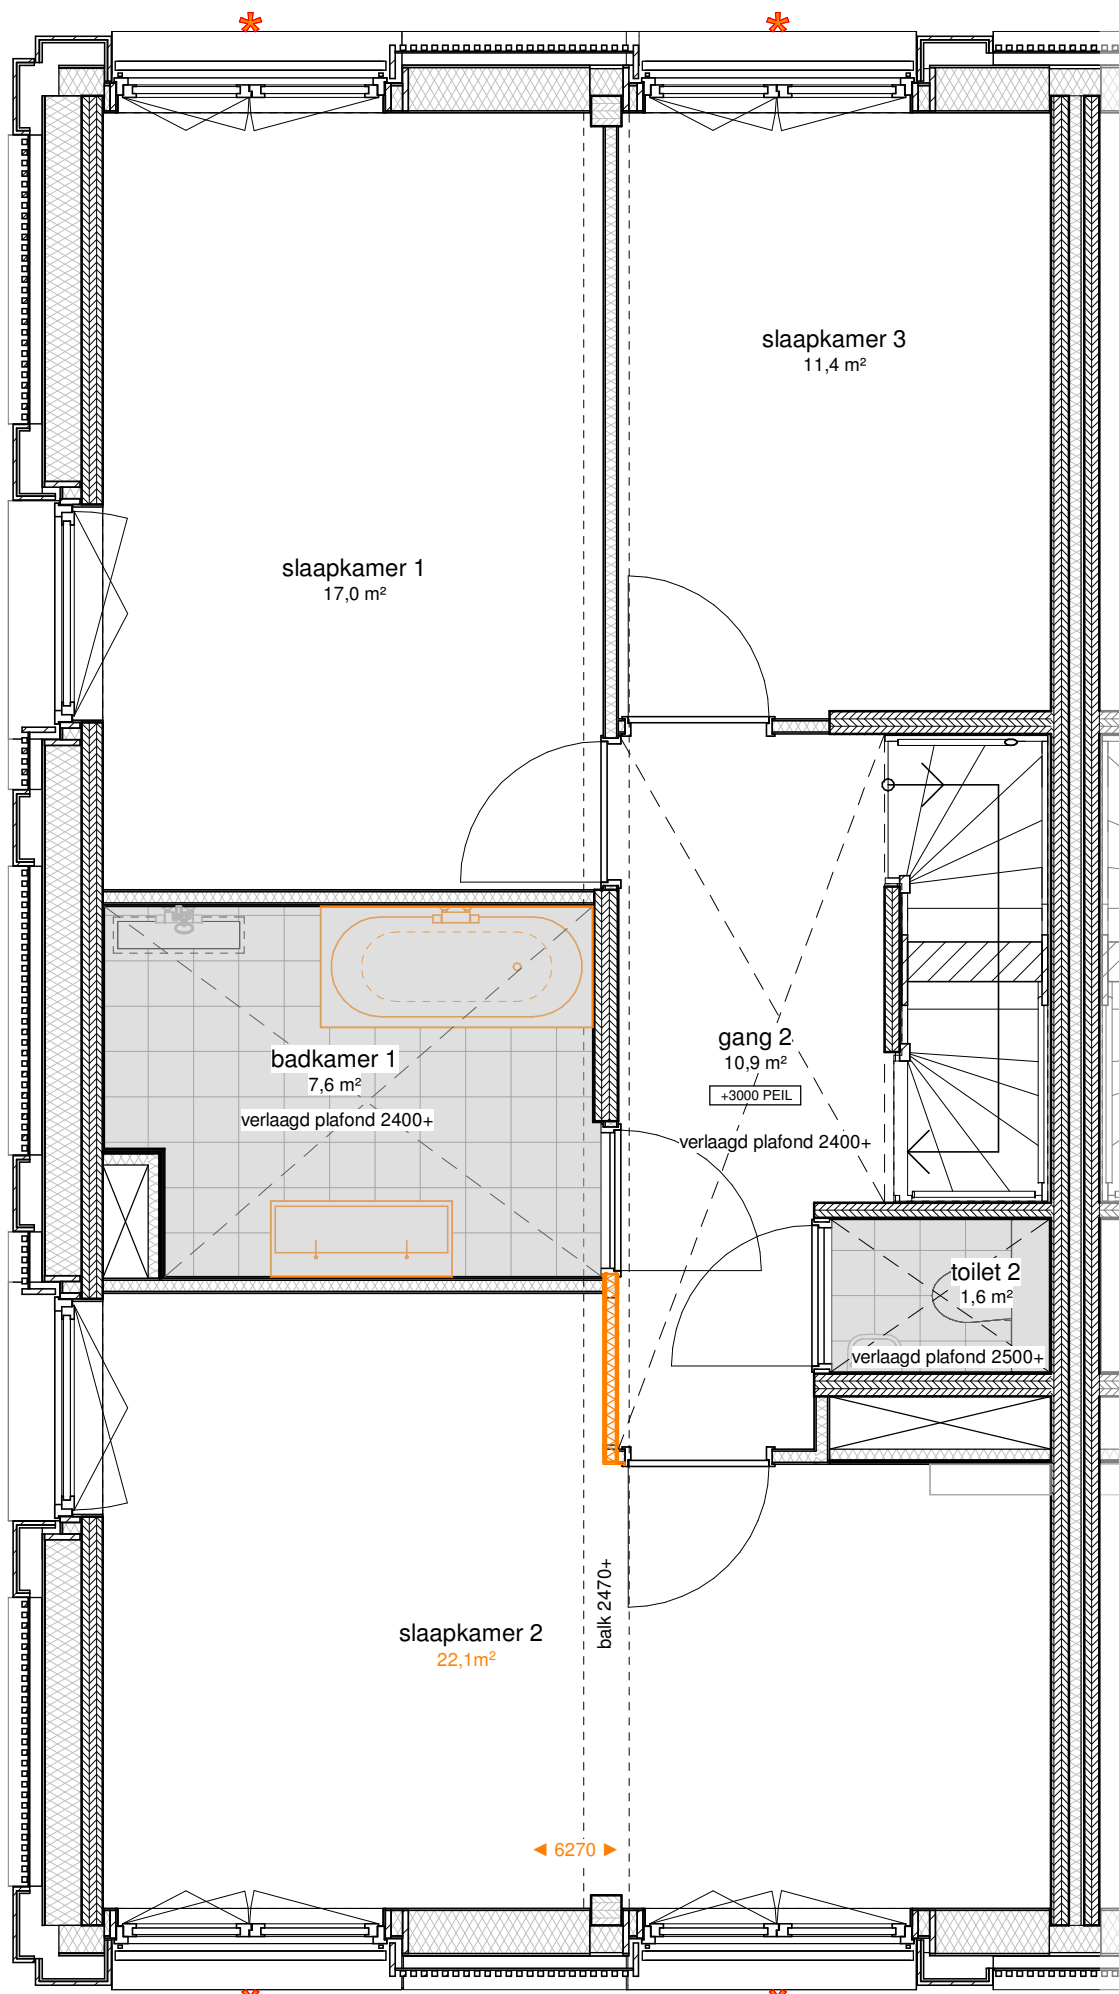 slaapkamer 3
11,4 m²
slaapkamer 1
17,0 m²
gang 2
10,9 m²
+3000 PEIL
verlaagd plafond 2400+
badkamer 1
7,6 m²
verlaagd plafond 2400+
toilet 2
1,6 m²
verlaagd plafond 2500+
balk 2470+
slaapkamer 2
22,1m²
6270